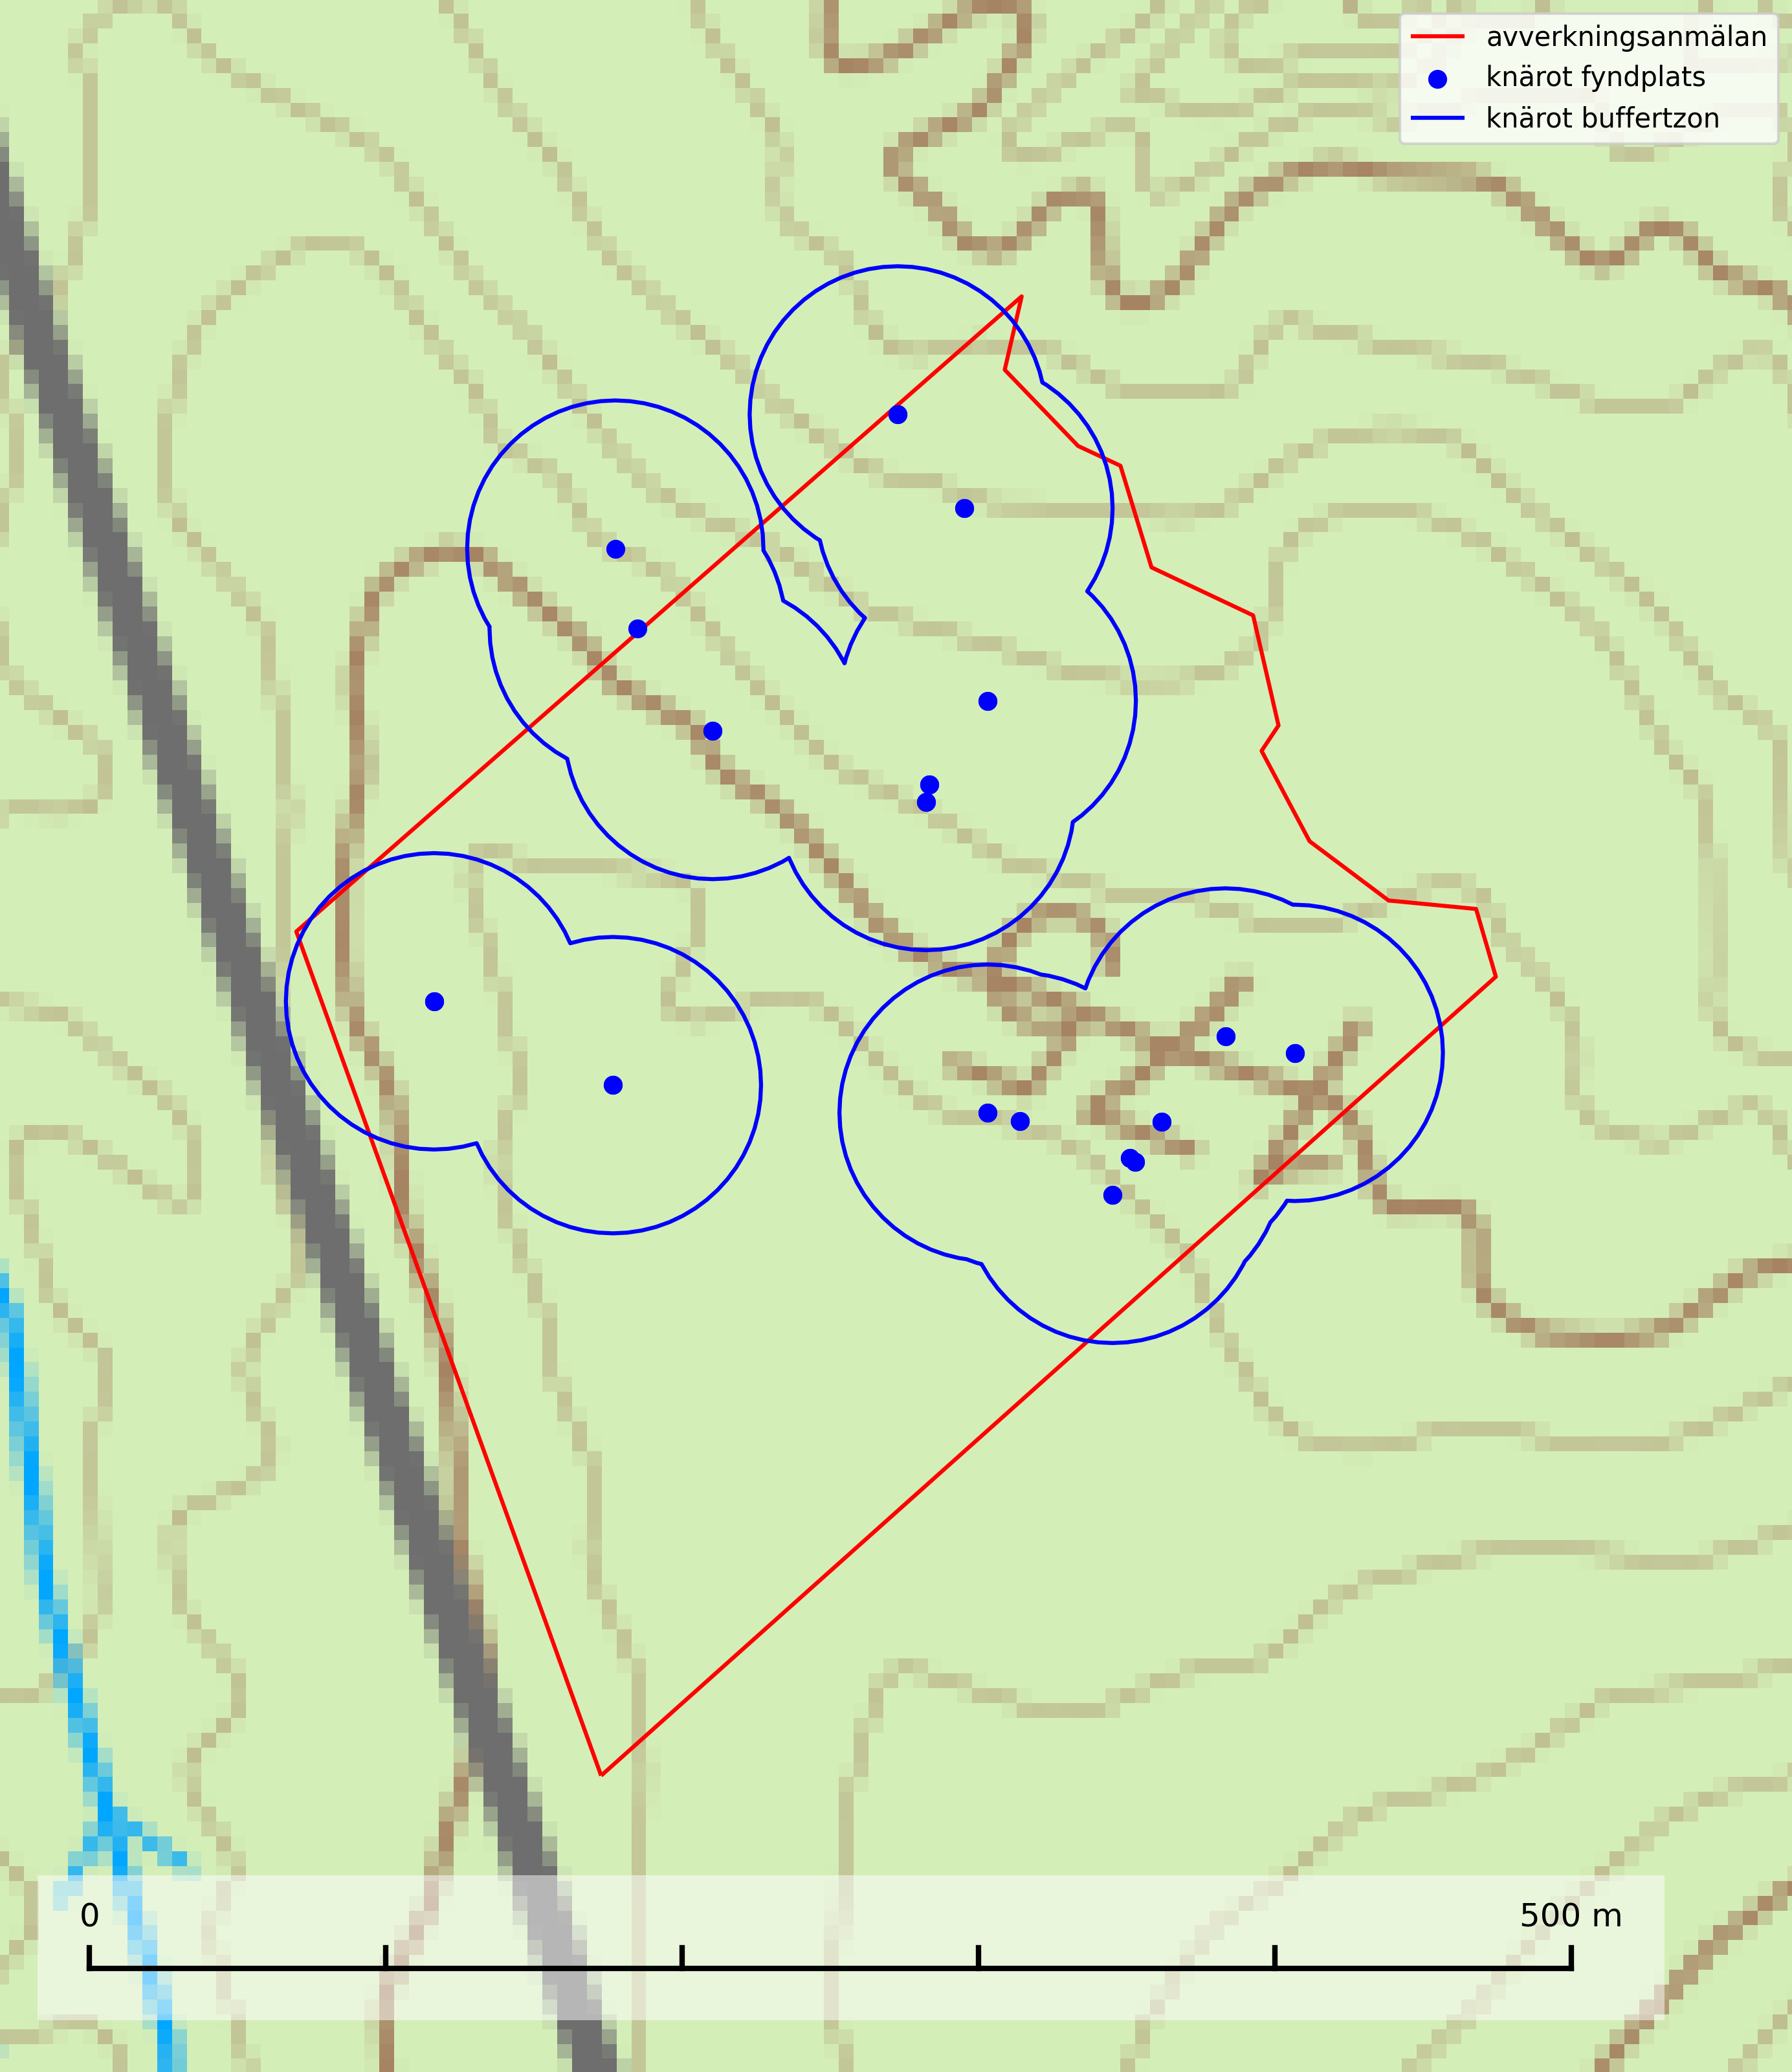 avverkningsanmälan
knärot fyndplats
knärot buffertzon
0
500 m